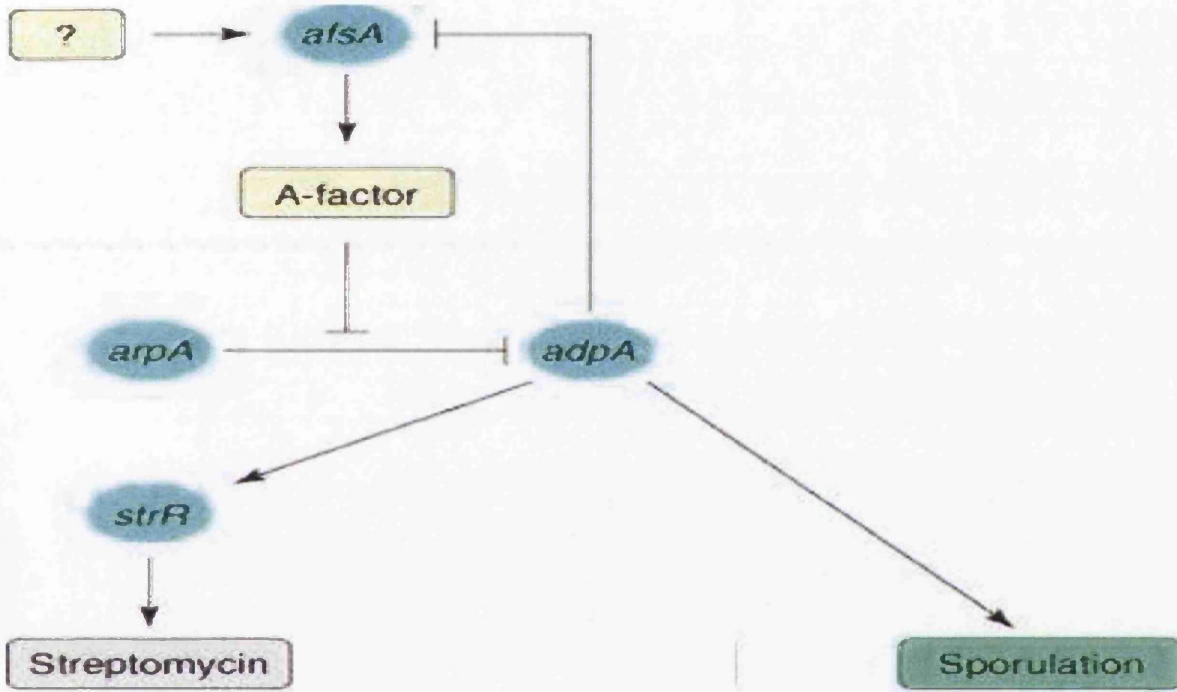 ?
afsA
A-factor
arpA
adpA
strR
Streptomycin
Sporulation